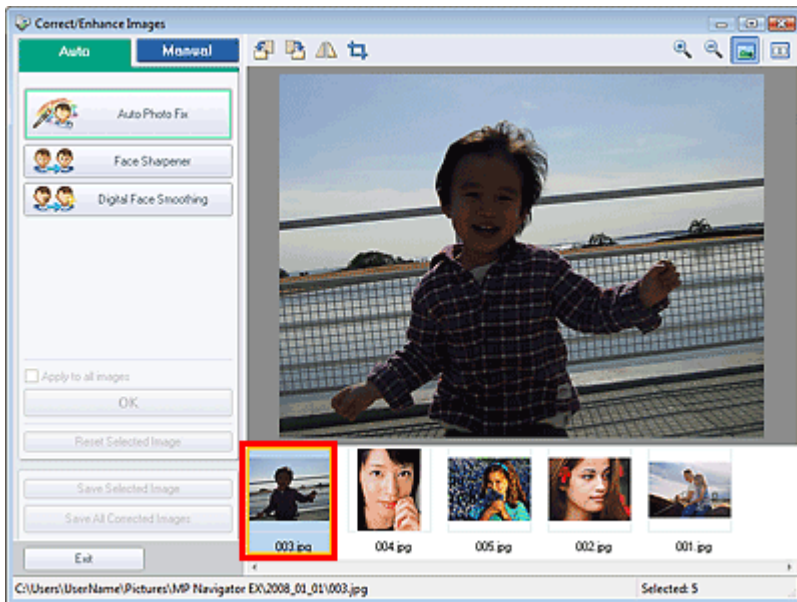 Correct/Enhance Images
Auto Manual
Auto Photo Fix
Face Sharpener
Digital Face Smoothing
Apply to all images
OK
Reset Selected Image
Save Selected Image
Save All Corrected Images
Exit
003.jpg 004.jpg 005.jpg 002.jpg 001.jpg
C:\Users\UserName\Pictures\MP Navigator EX\2008_01_01\003.jpg Selected: 5